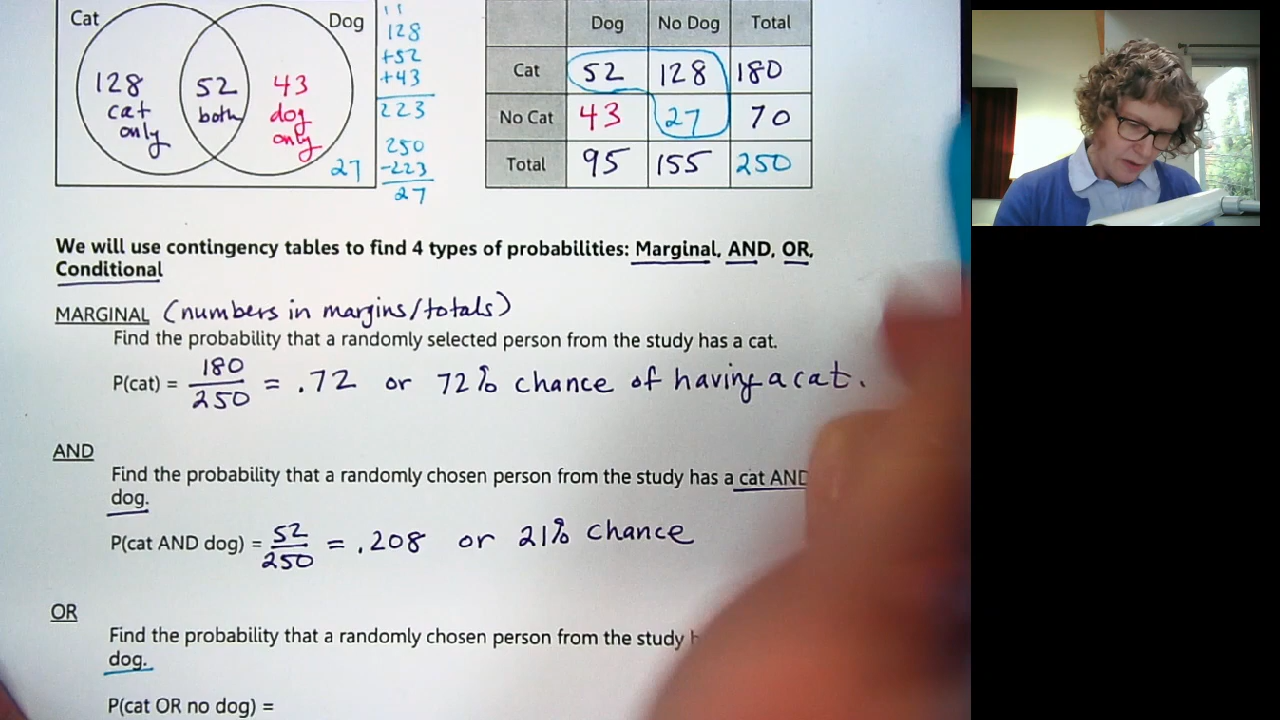 Cat
Dog
128
cat
only
52
both
43
dog
only
27
11
128
+52
+43
223
250
-223
27
Dog No Dog Total
Cat 52 128 180
No Cat 43 27 70
Total 95 155 250
We will use contingency tables to find 4 types of probabilities: Marginal, AND, OR,
Conditional
MARGINAL (numbers in margins/totals)
Find the probability that a randomly selected person from the study has a cat.
P(cat) = 180/250 = .72 or 72% chance of having a cat.
AND
Find the probability that a randomly chosen person from the study has a cat AND
dog.
P(cat AND dog) = 52/250 = .208 or 21% chance
OR
Find the probability that a randomly chosen person from the study
dog.
P(cat OR no dog) =